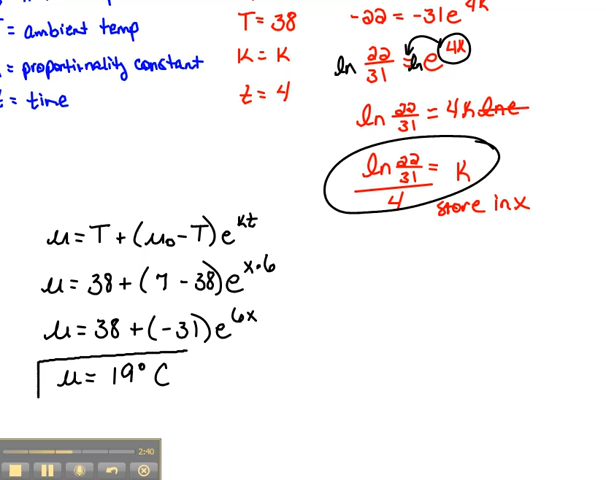 = ambient temp
= proportionality constant
t = time
T = 38
K = K
t = 4
-22 = -31e^4K
ln 22/31 = ln e^4K
ln 22/31 = 4K ln e
ln 22/31 / 4 = K
store in x
u = T + (u₀ - T) e^kt
u = 38 + (7 - 38) e^x·6
u = 38 + (-31) e^6x
u = 19° C
2:40